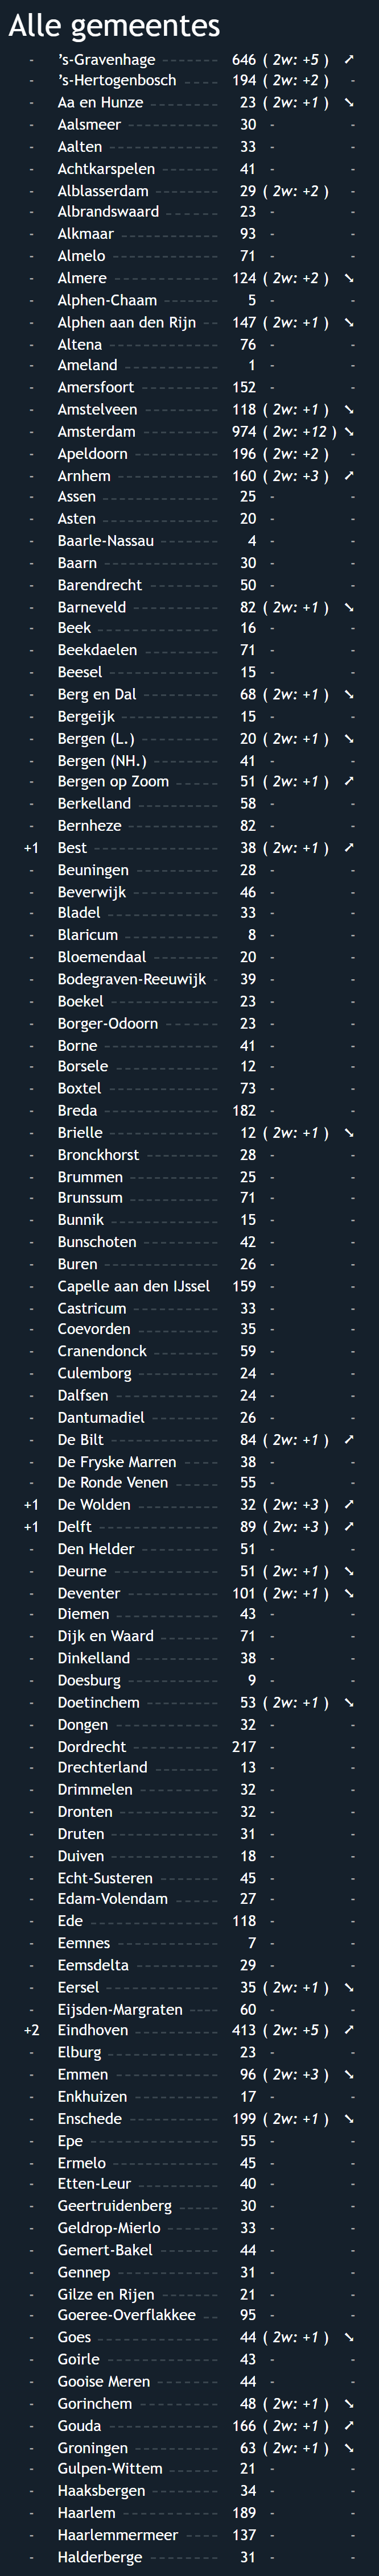 Alle gemeentes
- 's-Gravenhage 646 ( 2w: +5 ) ➚
- 's-Hertogenbosch 194 ( 2w: +2 ) -
- Aa en Hunze 23 ( 2w: +1 ) ➘
- Aalsmeer 30 - -
- Aalten 33 - -
- Achtkarspelen 41 - -
- Alblasserdam 29 ( 2w: +2 ) -
- Albrandswaard 23 - -
- Alkmaar 93 - -
- Almelo 71 - -
- Almere 124 ( 2w: +2 ) ➘
- Alphen-Chaam 5 - -
- Alphen aan den Rijn 147 ( 2w: +1 ) ➘
- Altena 76 - -
- Ameland 1 - -
- Amersfoort 152 - -
- Amstelveen 118 ( 2w: +1 ) ➘
- Amsterdam 974 ( 2w: +12 ) ➘
- Apeldoorn 196 ( 2w: +2 ) -
- Arnhem 160 ( 2w: +3 ) ➚
- Assen 25 - -
- Asten 20 - -
- Baarle-Nassau 4 - -
- Baarn 30 - -
- Barendrecht 50 - -
- Barneveld 82 ( 2w: +1 ) ➘
- Beek 16 - -
- Beekdaelen 71 - -
- Beesel 15 - -
- Berg en Dal 68 ( 2w: +1 ) ➘
- Bergeijk 15 - -
- Bergen (L.) 20 ( 2w: +1 ) ➘
- Bergen (NH.) 41 - -
- Bergen op Zoom 51 ( 2w: +1 ) ➚
- Berkelland 58 - -
- Bernheze 82 - -
+1 Best 38 ( 2w: +1 ) ➚
- Beuningen 28 - -
- Beverwijk 46 - -
- Bladel 33 - -
- Blaricum 8 - -
- Bloemendaal 20 - -
- Bodegraven-Reeuwijk 39 - -
- Boekel 23 - -
- Borger-Odoorn 23 - -
- Borne 41 - -
- Borsele 12 - -
- Boxtel 73 - -
- Breda 182 - -
- Brielle 12 ( 2w: +1 ) ➘
- Bronckhorst 28 - -
- Brummen 25 - -
- Brunssum 71 - -
- Bunnik 15 - -
- Bunschoten 42 - -
- Buren 26 - -
- Capelle aan den IJssel 159 - -
- Castricum 33 - -
- Coevorden 35 - -
- Cranendonck 59 - -
- Culemborg 24 - -
- Dalfsen 24 - -
- Dantumadiel 26 - -
- De Bilt 84 ( 2w: +1 ) ➚
- De Fryske Marren 38 - -
- De Ronde Venen 55 - -
+1 De Wolden 32 ( 2w: +3 ) ➚
+1 Delft 89 ( 2w: +3 ) ➚
- Den Helder 51 - -
- Deurne 51 ( 2w: +1 ) ➘
- Deventer 101 ( 2w: +1 ) ➘
- Diemen 43 - -
- Dijk en Waard 71 - -
- Dinkelland 38 - -
- Doesburg 9 - -
- Doetinchem 53 ( 2w: +1 ) ➘
- Dongen 32 - -
- Dordrecht 217 - -
- Drechterland 13 - -
- Drimmelen 32 - -
- Dronten 32 - -
- Druten 31 - -
- Duiven 18 - -
- Echt-Susteren 45 - -
- Edam-Volendam 27 - -
- Ede 118 - -
- Eemnes 7 - -
- Eemsdelta 29 - -
- Eersel 35 ( 2w: +1 ) ➘
- Eijsden-Margraten 60 - -
+2 Eindhoven 413 ( 2w: +5 ) ➚
- Elburg 23 - -
- Emmen 96 ( 2w: +3 ) ➘
- Enkhuizen 17 - -
- Enschede 199 ( 2w: +1 ) ➘
- Epe 55 - -
- Ermelo 45 - -
- Etten-Leur 40 - -
- Geertruidenberg 30 - -
- Geldrop-Mierlo 33 - -
- Gemert-Bakel 44 - -
- Gennep 31 - -
- Gilze en Rijen 21 - -
- Goeree-Overflakkee 95 - -
- Goes 44 ( 2w: +1 ) ➘
- Goirle 43 - -
- Gooise Meren 44 - -
- Gorinchem 48 ( 2w: +1 ) ➘
- Gouda 166 ( 2w: +1 ) ➚
- Groningen 63 ( 2w: +1 ) ➘
- Gulpen-Wittem 21 - -
- Haaksbergen 34 - -
- Haarlem 189 - -
- Haarlemmermeer 137 - -
- Halderberge 31 - -